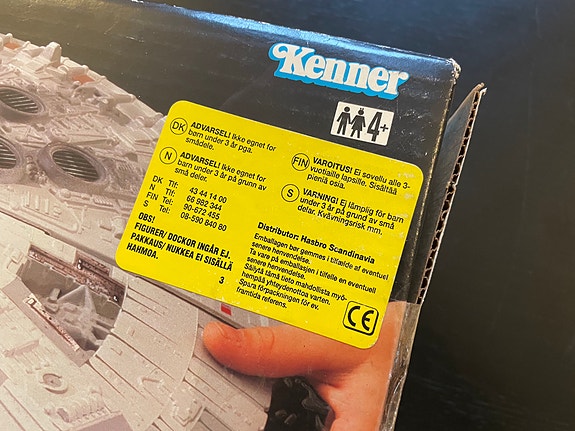 Kenner
4+
DK ADVARSEL! Ikke egnet for
børn under 3 år pga.
smådele.
N ADVARSEL! Ikke egnet for
barn under 3 år på grunn av
små deler.
DK Tlf: 43 44 14 00
N Tlf: 66 982 344
FIN Tel: 90-672 455
S Tel: 08-590 840 80
OBS!
FIGURER/ DOCKOR INGÅR EJ.
PAKKAUS/ NUKKEA EI SISÄLLÄ
HAHMOA.
3
FIN VAROITUS! Ei sovellu alle 3-
vuotiaille lapsille. Sisältää
pieniä osia.
S VARNING! Ej lämplig för barn
under 3 år på grund av små
delar. Kvävningsrisk mm.
Distributor: Hasbro Scandinavia
Emballagen bør gemmes i tilfælde af eventuel
senere henvendelse.
Ta vare på emballasjen i tilfelle en eventuell
senere henvendelse.
Säilytä tämä tieto mahdollista myö-
hempää yhteydenottoa varten.
Spara förpackningen för ev.
framtida referens.
CE